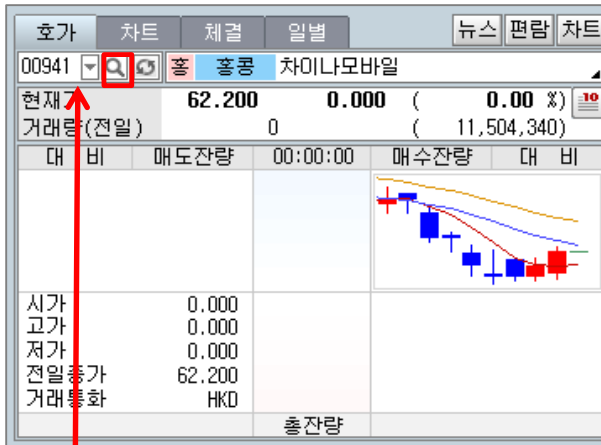 호가 차트 체결 일별 뉴스 편람 차트
00941 홍 홍콩 차이나모바일
현재가 62.200 0.000 ( 0.00 %) 10
거래량(전일) 0 ( 11,504,340)
대 비 매도잔량 00:00:00 매수잔량 대 비
시가 0.000
고가 0.000
저가 0.000
전일종가 62.200
거래통화 HKD
총잔량